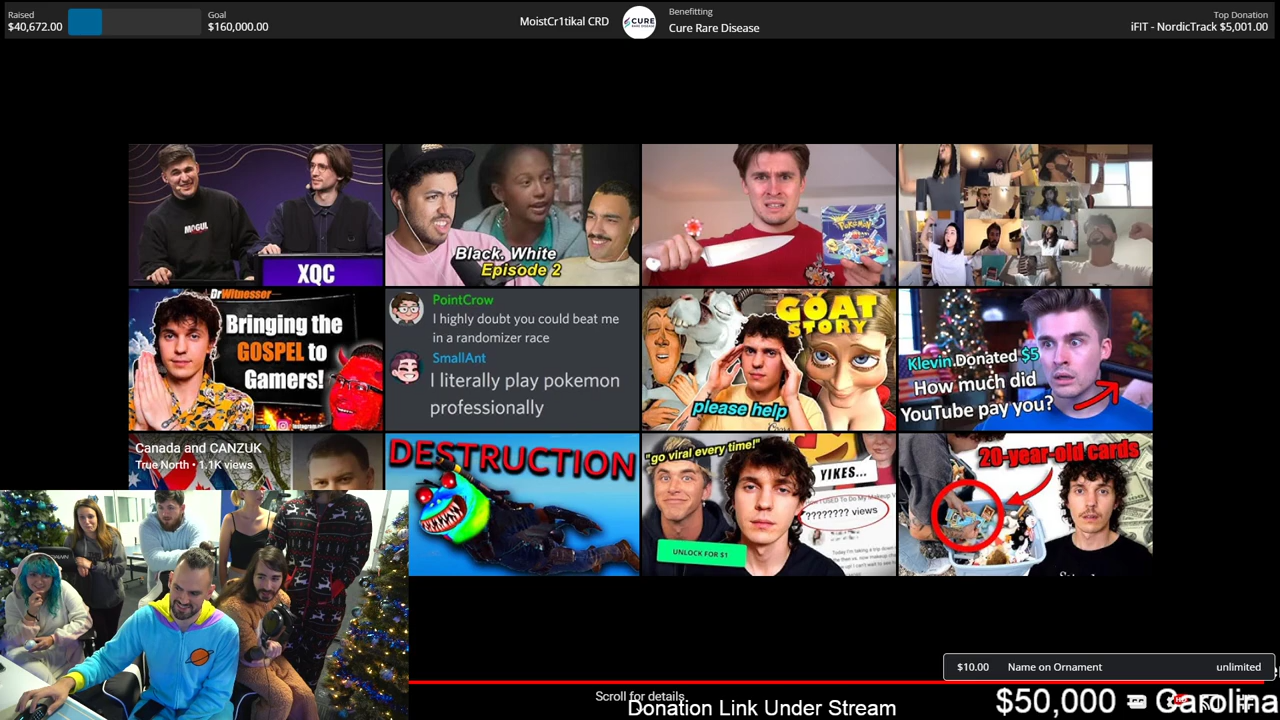 Raised
$40,672.00
Goal
$160,000.00
MoistCr1tikal CRD
CURE
RARE DISEASE
Benefitting
Cure Rare Disease
Top Donation
iFIT - NordicTrack $5,001.00
MOGUL
XQC
Black, White
Episode 2
Pokémon
DrWitnesser
Bringing the
GOSPEL to
Gamers!
PointCrow
I highly doubt you could beat me
in a randomizer race
SmallAnt
I literally play pokemon
professionally
GOAT
STORY
please help
Klevin Donated $5
How much did
YouTube pay you?
Canada and CANZUK
True North • 1.1K views
DESTRUCTION
"go viral every time!"
YIKES...
???????? views
UNLOCK FOR $1
20-year-old cards
$10.00 Name on Ornament unlimited
Scroll for details
Donation Link Under Stream
$50,000 = Carolina